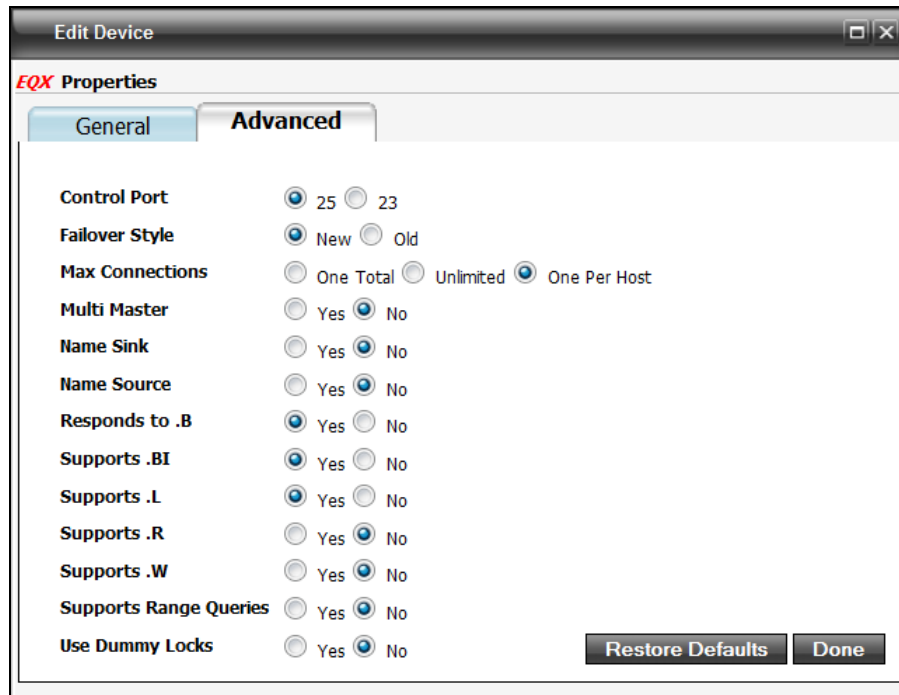 Edit Device
EQX Properties
General Advanced
Control Port 25 23
Failover Style New Old
Max Connections One Total Unlimited One Per Host
Multi Master Yes No
Name Sink Yes No
Name Source Yes No
Responds to .B Yes No
Supports .BI Yes No
Supports .L Yes No
Supports .R Yes No
Supports .W Yes No
Supports Range Queries Yes No
Use Dummy Locks Yes No
Restore Defaults Done